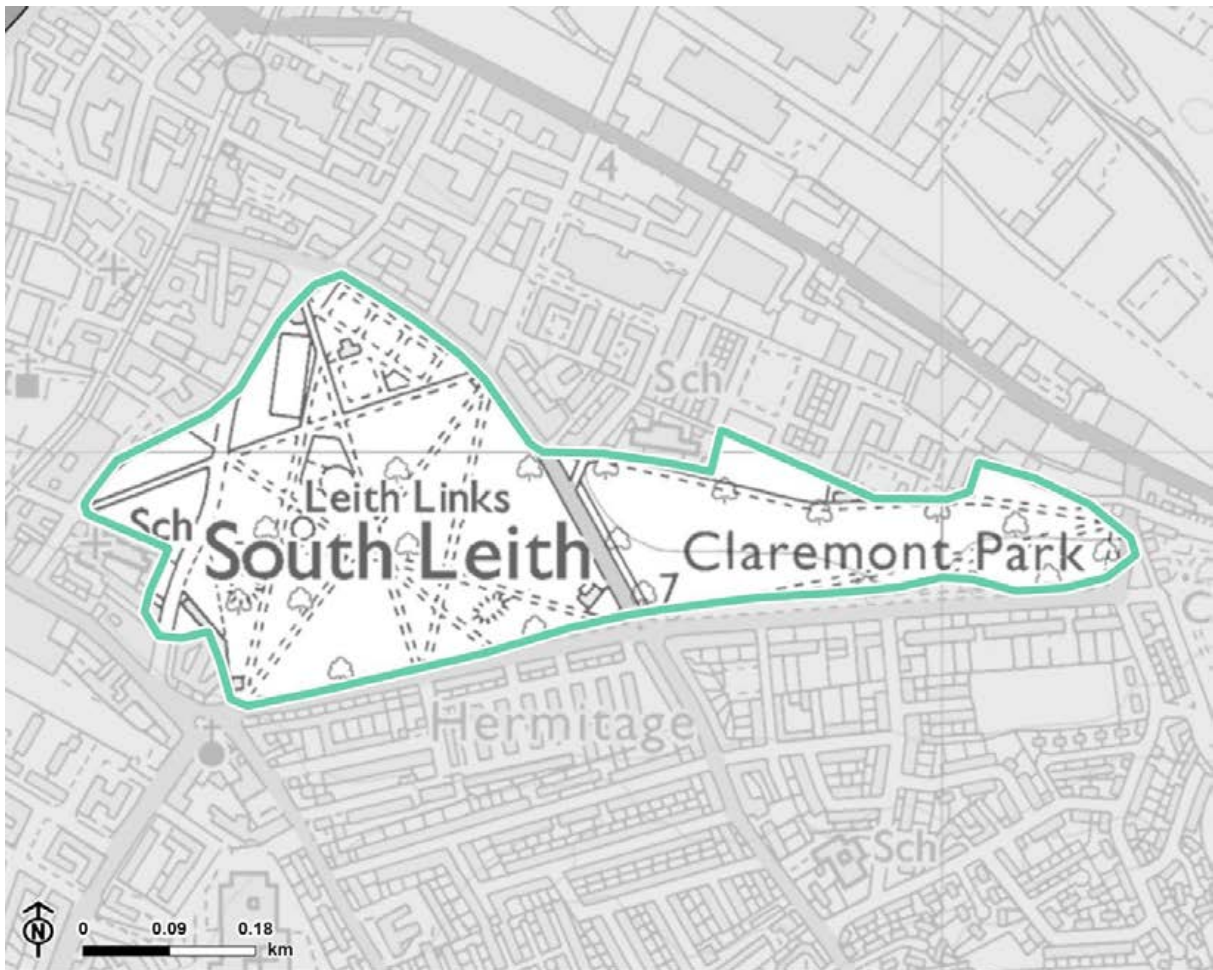 4
Sch
Leith Links
Sch
South Leith
Claremont Park
7
Hermitage
Sch
N
0 0.09 0.18
km